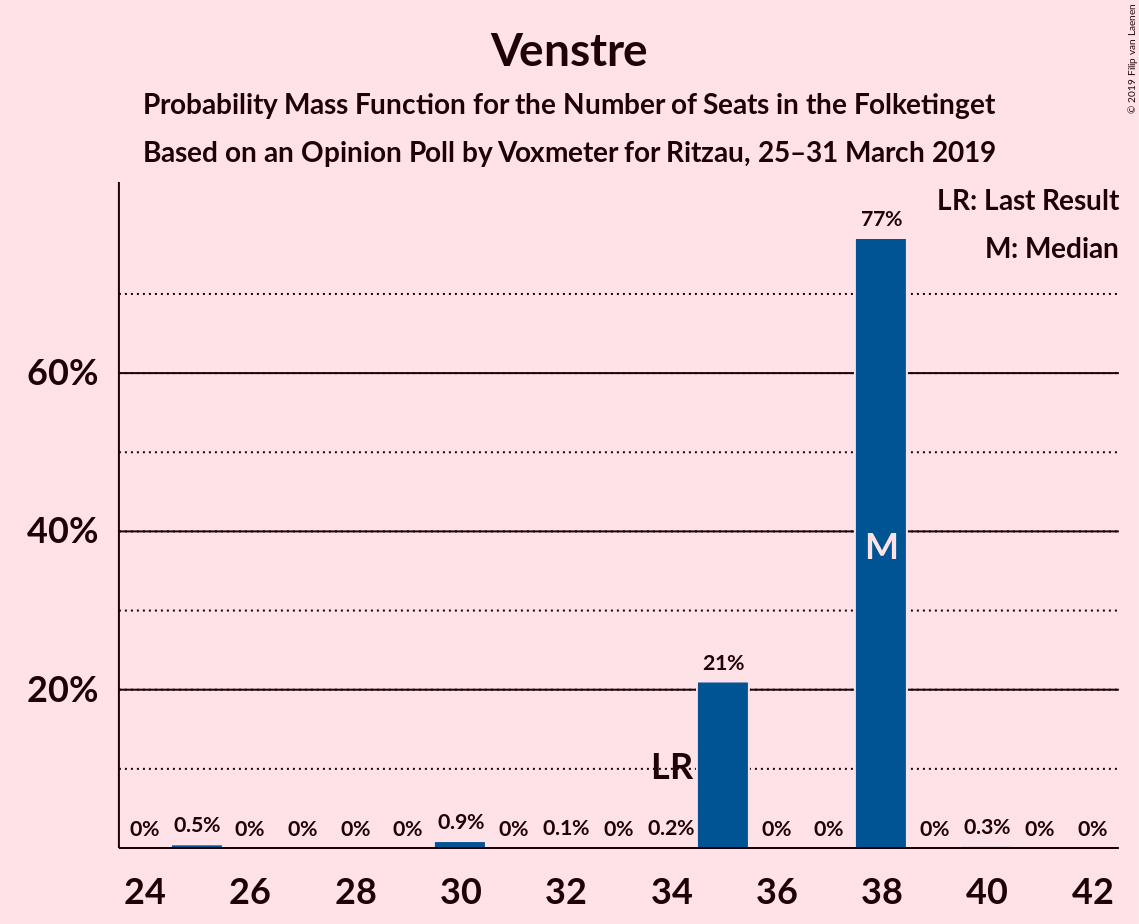 Venstre
Probability Mass Function for the Number of Seats in the Folketinget
Based on an Opinion Poll by Voxmeter for Ritzau, 25–31 March 2019
© 2019 Filip van Laenen
LR: Last Result
M: Median
77%
60%
40%
M
21%
20%
LR
0% 0.5% 0% 0% 0% 0% 0.9% 0% 0.1% 0% 0.2% 0% 0% 0% 0.3% 0% 0%
24 26 28 30 32 34 36 38 40 42